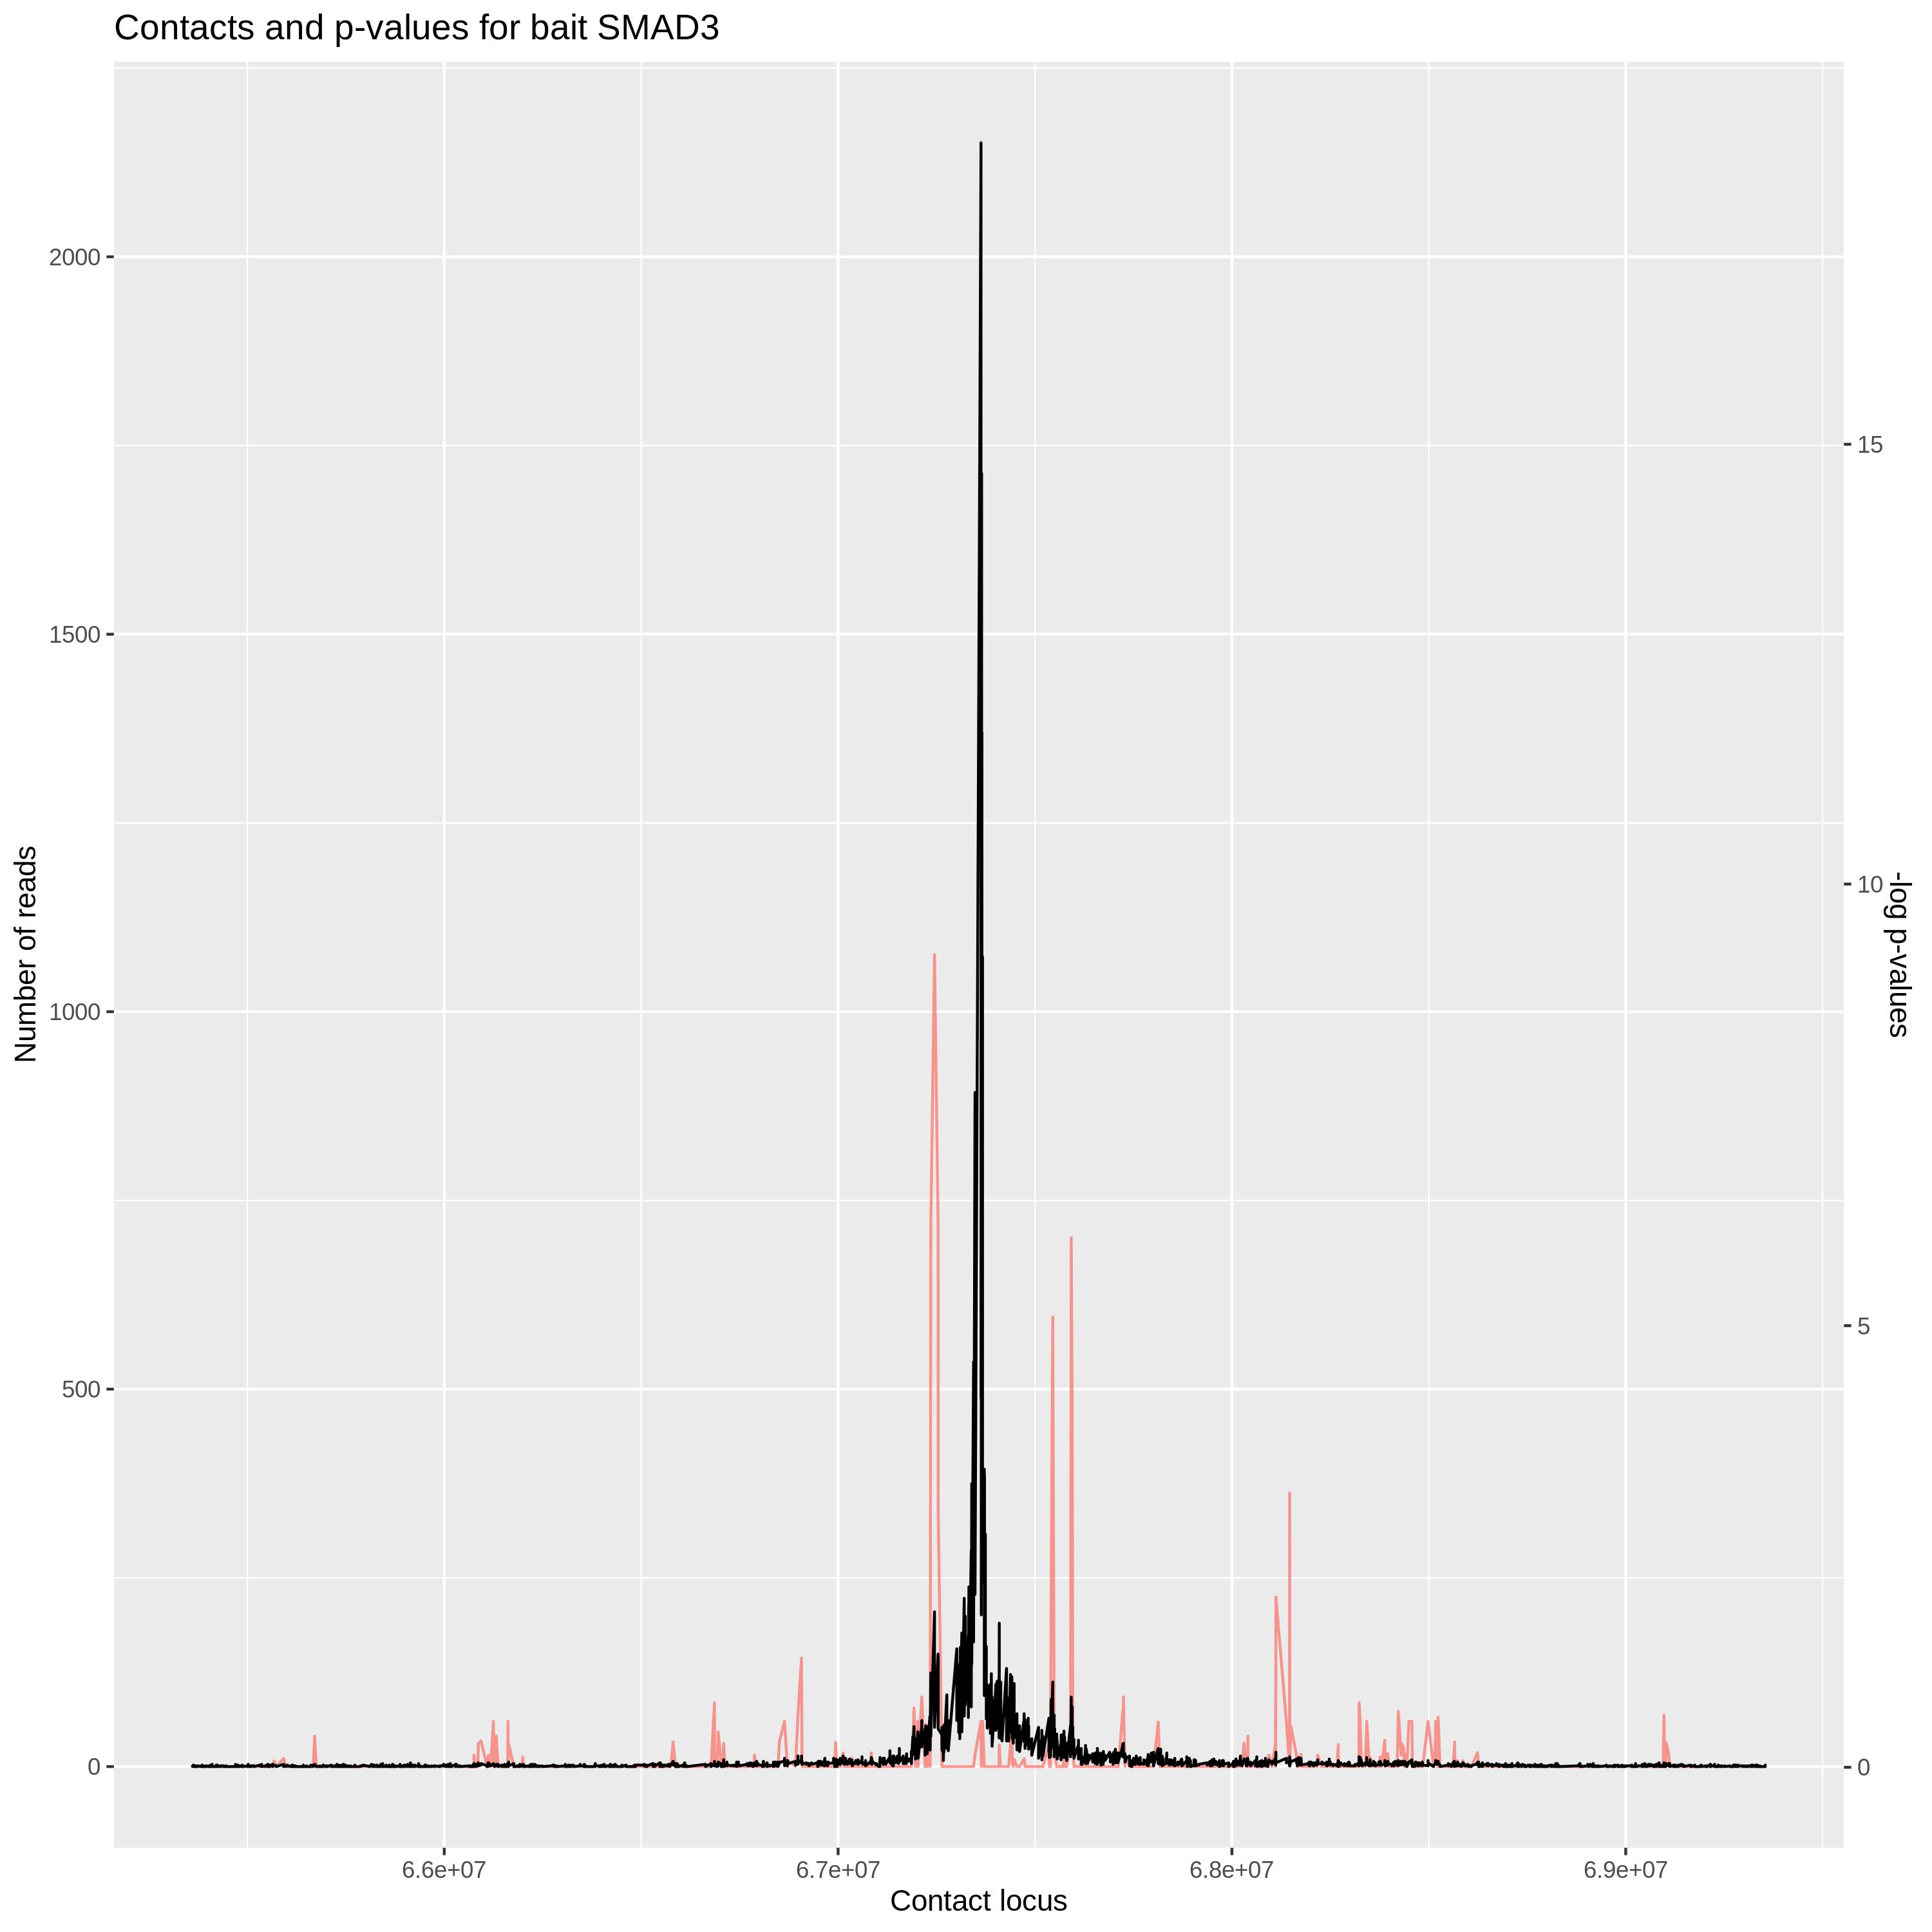 Contacts and p-values for bait SMAD3
Number of reads
2000
1500
1000
500
0
15
10
5
0
-log p-values
6.6e+07
6.7e+07
6.8e+07
6.9e+07
Contact locus